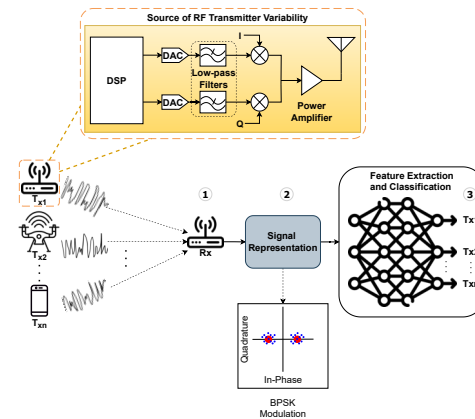 Source of RF Transmitter Variability
I
DSP
DAC
Low-pass
Filters
DAC
Power
Amplifier
Q
Tx1
Tx2
Txn
①
Rx
②
Signal
Representation
Feature Extraction
and Classification
③
Tx1
Tx2
Txn
Quadrature
In-Phase
BPSK
Modulation